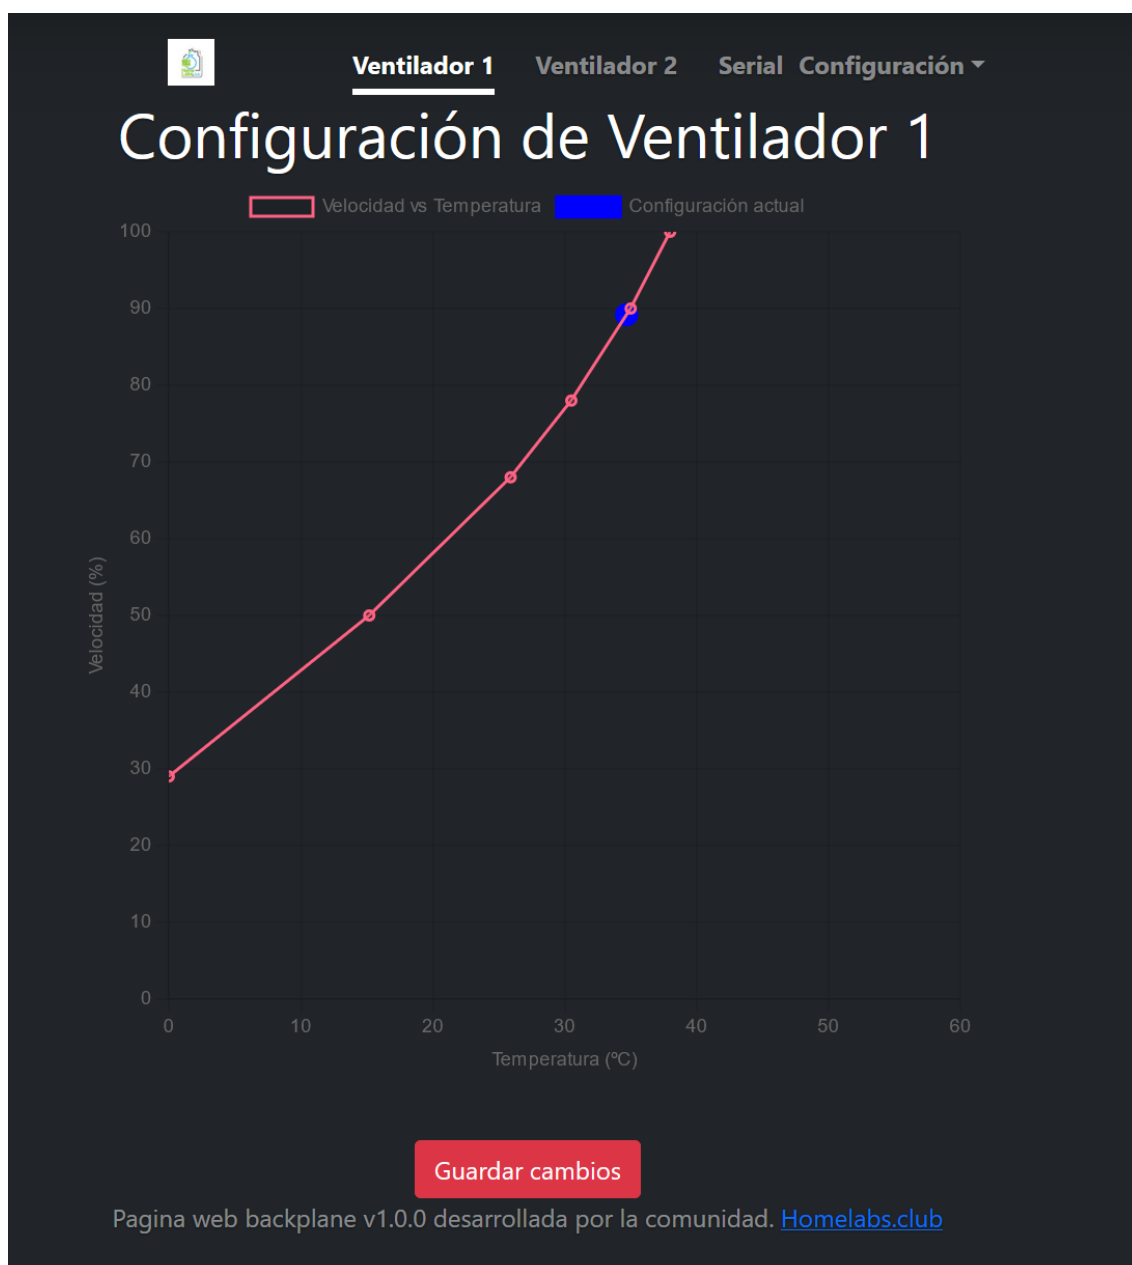 Ventilador 1 Ventilador 2 Serial Configuración
Configuración de Ventilador 1
Velocidad vs Temperatura Configuración actual
100
90
80
70
60
50
40
30
20
10
0
Velocidad (%)
0 10 20 30 40 50 60
Temperatura (ºC)
Guardar cambios
Pagina web backplane v1.0.0 desarrollada por la comunidad. Homelabs.club